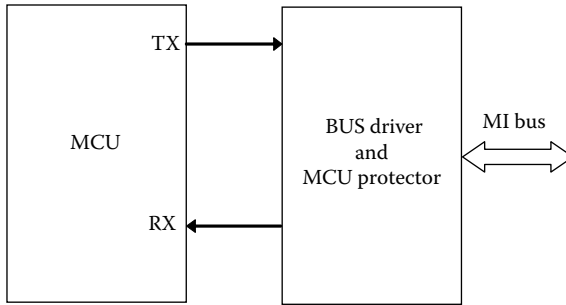 TX
MCU
RX
BUS driver
and
MCU protector
MI bus